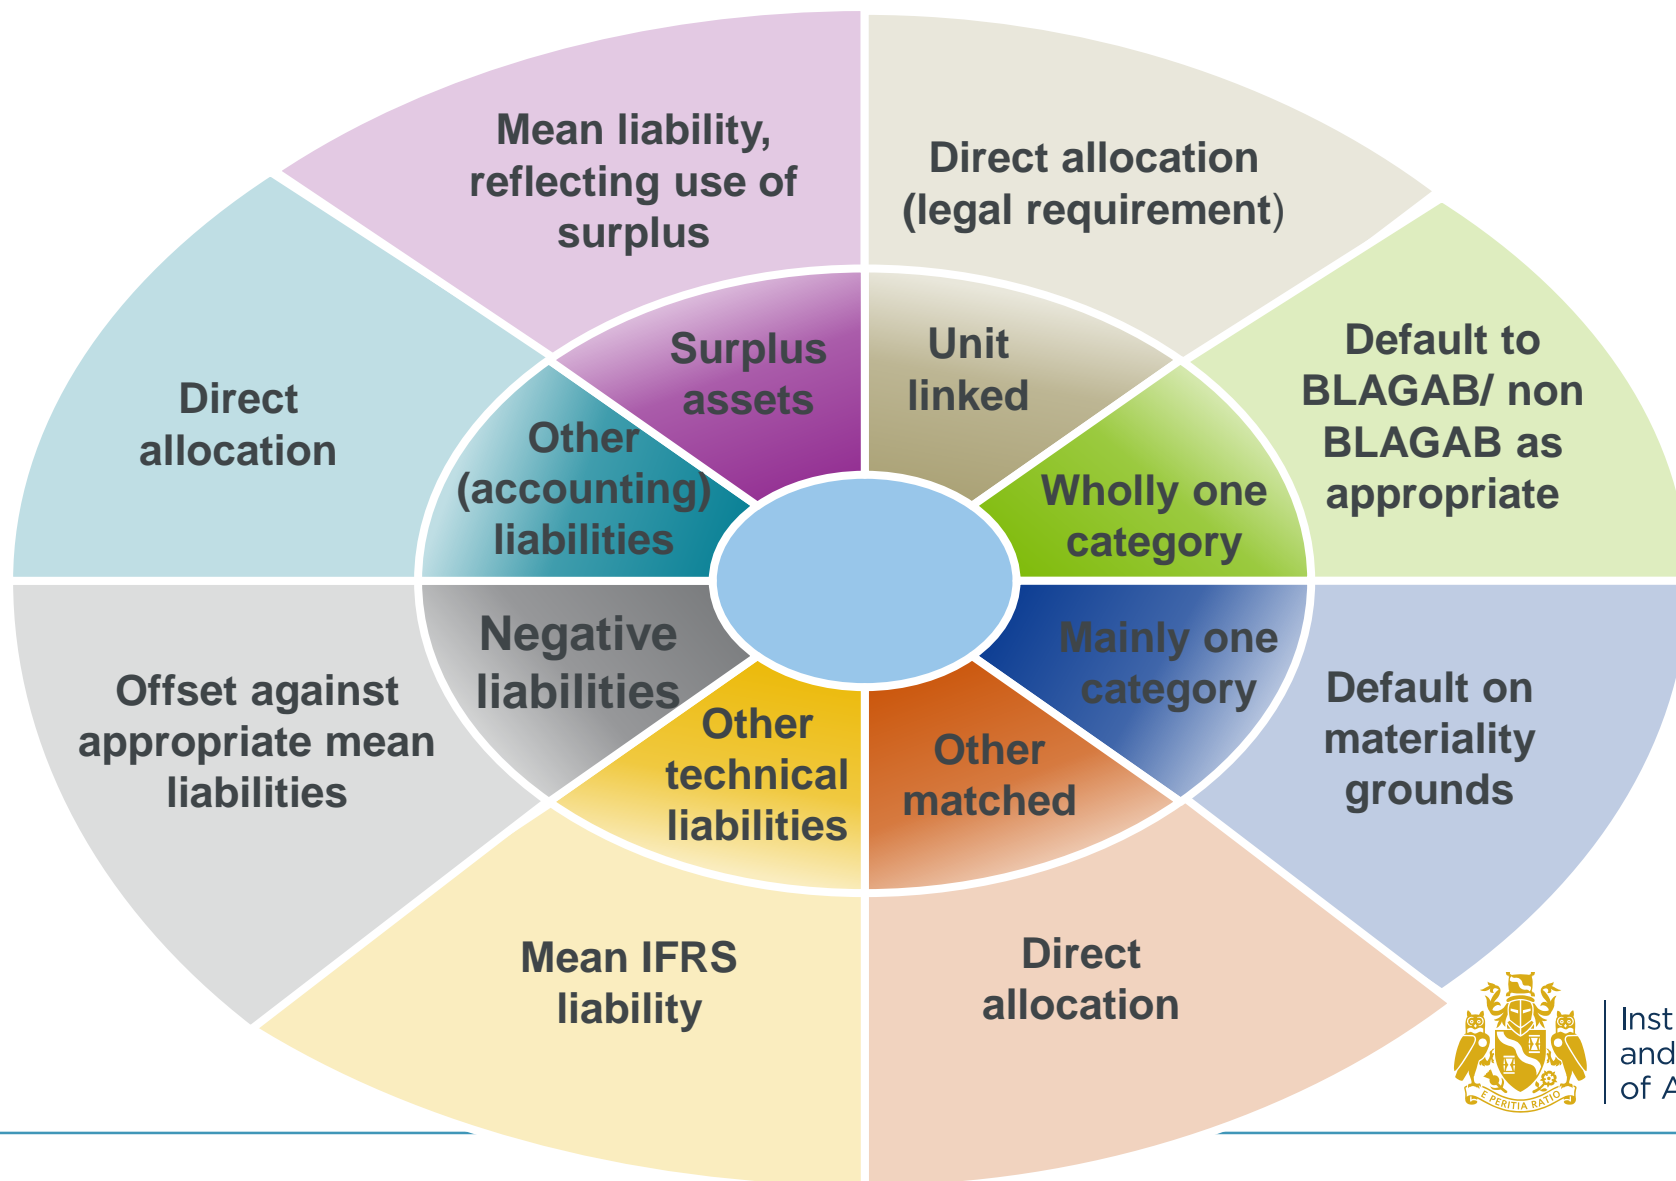 Mean liability,
reflecting use of
surplus
Direct allocation
(legal requirement)
Surplus
assets
Unit
linked
Default to
BLAGAB/ non
BLAGAB as
appropriate
Direct
allocation
Other
(accounting)
liabilities
Wholly one
category
Negative
liabilities
Mainly one
category
Offset against
appropriate mean
liabilities
Other
technical
liabilities
Other
matched
Default on
materiality
grounds
Mean IFRS
liability
Direct
allocation
Inst
and
of A
E PERITIA RATIO